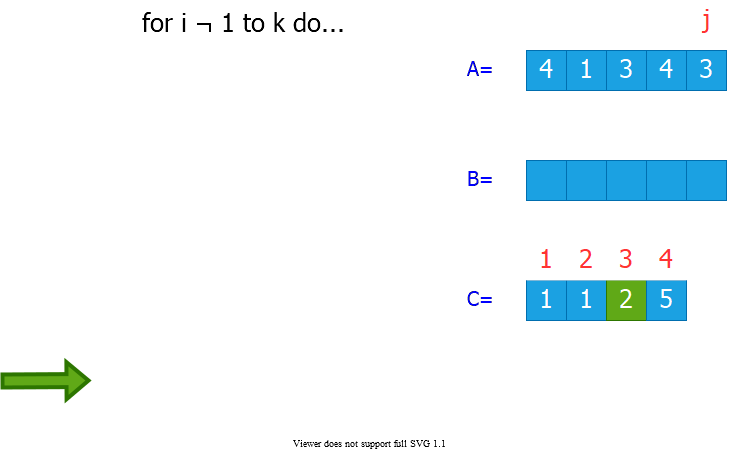 for i ¬ 1 to k do...
j
A= 4 1 3 4 3
B=
1 2 3 4
C= 1 1 2 5
Viewer does not support full SVG 1.1